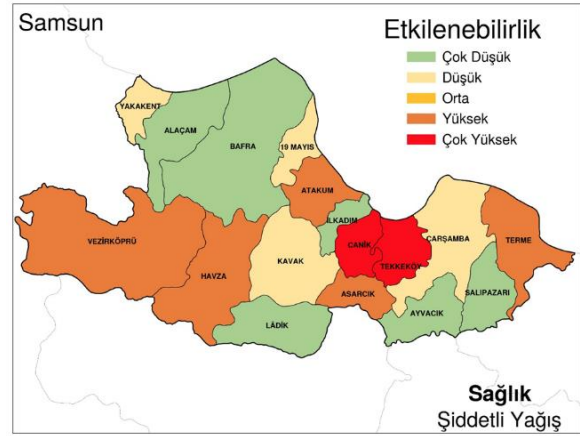 Samsun
Etkilenebilirlik
Çok Düşük
Düşük
Orta
Yüksek
Çok Yüksek
YAKAKENT
ALAÇAM
BAFRA
19 MAYIS
ATAKUM
İLKADIM
CANİK
TEKKEKÖY
ÇARŞAMBA
TERME
VEZİRKÖPRÜ
HAVZA
KAVAK
ASARCIK
SALIPAZARI
AYVACIK
LÂDİK
Sağlık
Şiddetli Yağış